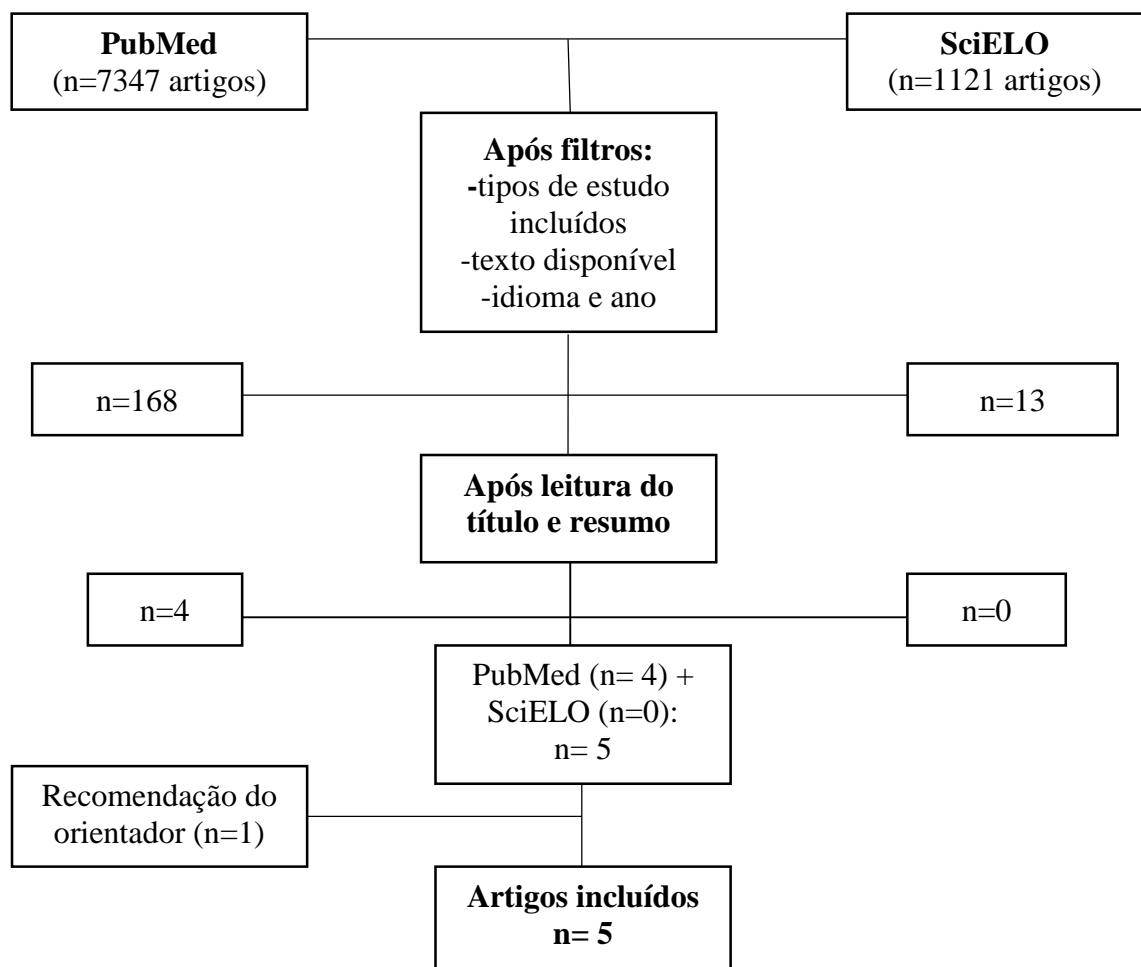 PubMed
(n=7347 artigos)
SciELO
(n=1121 artigos)
Após filtros:
-tipos de estudo
incluídos
-texto disponível
-idioma e ano
n=168
n=13
Após leitura do
título e resumo
n=4
n=0
PubMed (n= 4) +
SciELO (n=0):
n= 5
Recomendação do
orientador (n=1)
Artigos incluídos
n= 5